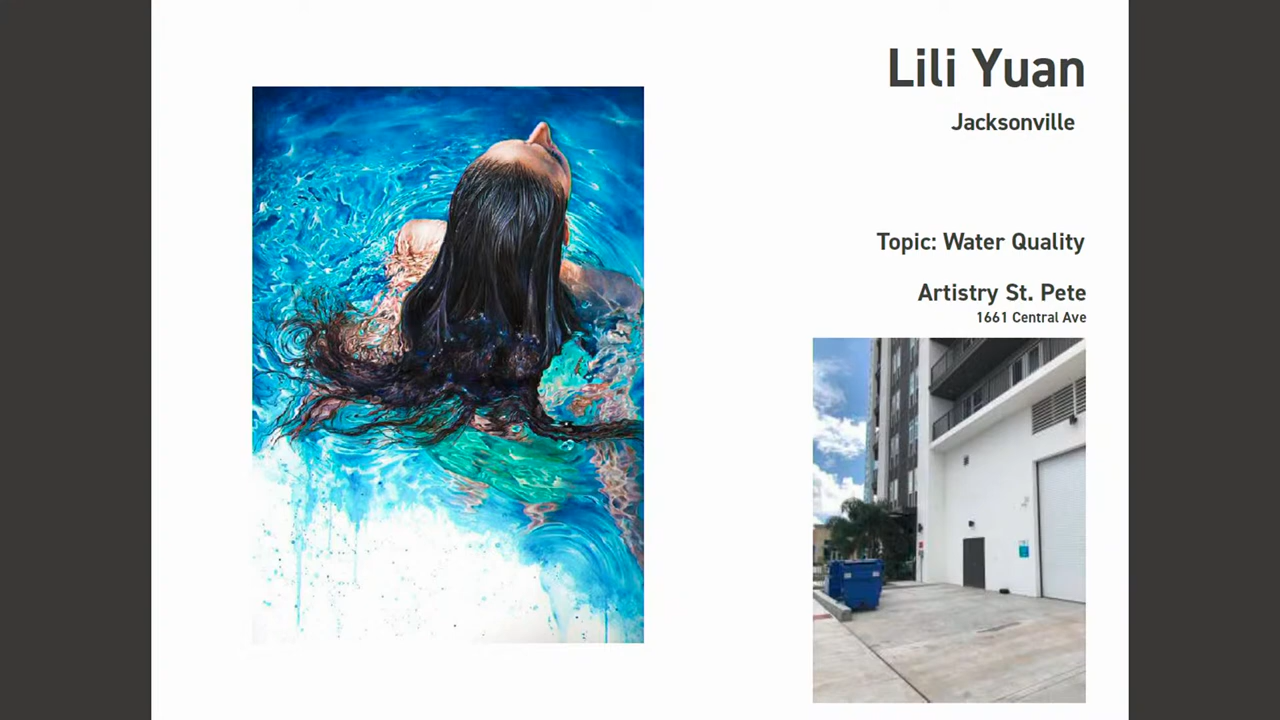 Lili Yuan
Jacksonville
Topic: Water Quality
Artistry St. Pete
1661 Central Ave